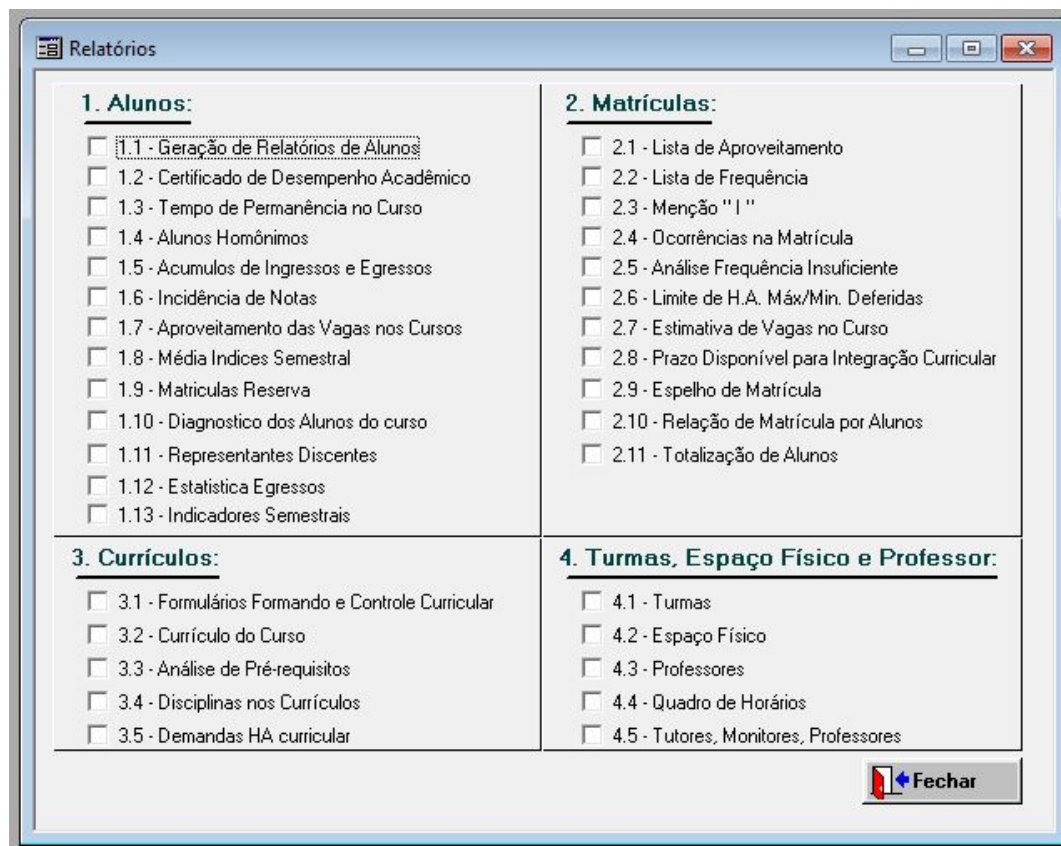 Relatórios
1. Alunos:
1.1 - Geração de Relatórios de Alunos
1.2 - Certificado de Desempenho Acadêmico
1.3 - Tempo de Permanência no Curso
1.4 - Alunos Homônimos
1.5 - Acumulos de Ingressos e Egressos
1.6 - Incidência de Notas
1.7 - Aproveitamento das Vagas nos Cursos
1.8 - Média Indices Semestral
1.9 - Matriculas Reserva
1.10 - Diagnostico dos Alunos do curso
1.11 - Representantes Discentes
1.12 - Estatistica Egressos
1.13 - Indicadores Semestrais
2. Matrículas:
2.1 - Lista de Aproveitamento
2.2 - Lista de Frequência
2.3 - Menção " I "
2.4 - Ocorrências na Matrícula
2.5 - Análise Frequência Insuficiente
2.6 - Limite de H.A. Máx/Min. Deferidas
2.7 - Estimativa de Vagas no Curso
2.8 - Prazo Disponível para Integração Curricular
2.9 - Espelho de Matrícula
2.10 - Relação de Matrícula por Alunos
2.11 - Totalização de Alunos
3. Currículos:
3.1 - Formulários Formando e Controle Curricular
3.2 - Currículo do Curso
3.3 - Análise de Pré-requisitos
3.4 - Disciplinas nos Currículos
3.5 - Demandas HA curricular
4. Turmas, Espaço Físico e Professor:
4.1 - Turmas
4.2 - Espaço Físico
4.3 - Professores
4.4 - Quadro de Horários
4.5 - Tutores, Monitores, Professores
Fechar